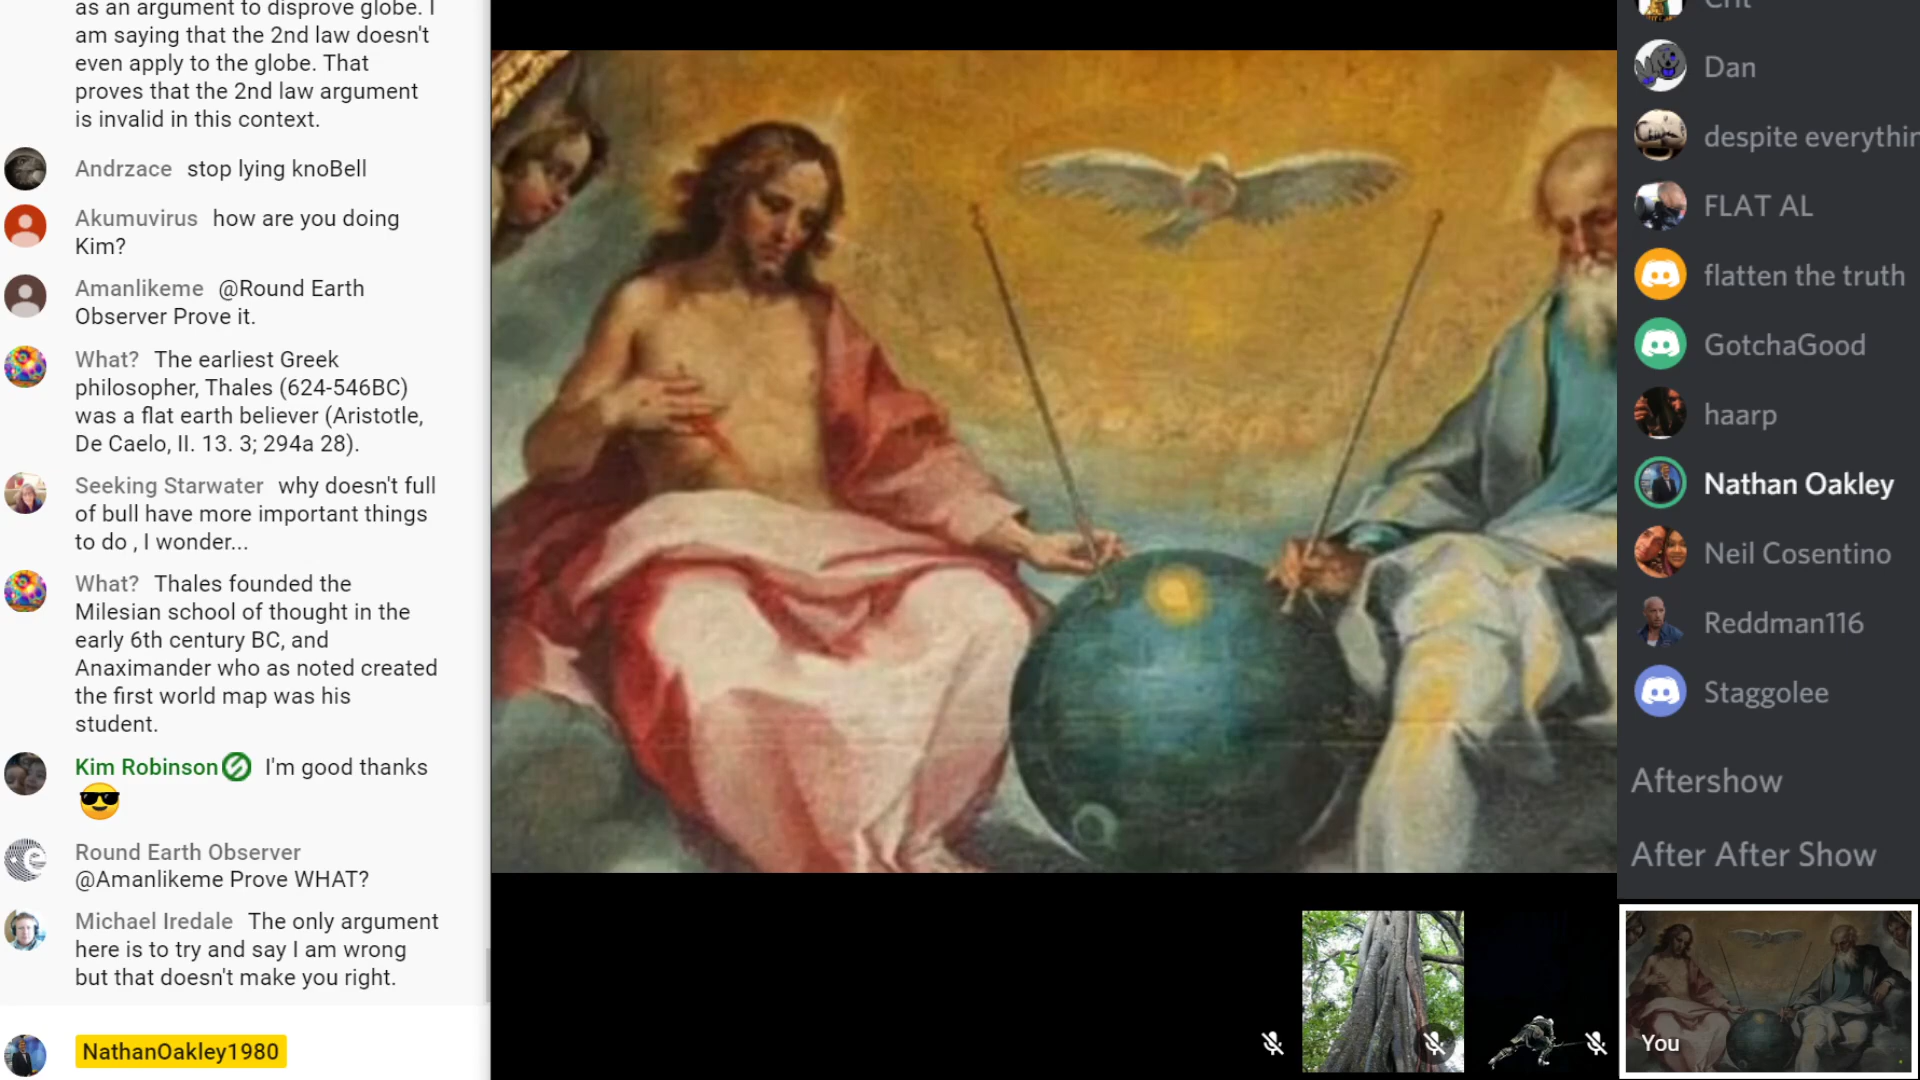 as an argument to disprove globe. I
am saying that the 2nd law doesn't
even apply to the globe. That
proves that the 2nd law argument
is invalid in this context.
Andrzace stop lying knoBell
Akumuvirus how are you doing
Kim?
Amanlikeme @Round Earth
Observer Prove it.
What? The earliest Greek
philosopher, Thales (624-546BC)
was a flat earth believer (Aristotle,
De Caelo, II. 13. 3; 294a 28).
Seeking Starwater why doesn't full
of bull have more important things
to do , I wonder...
What? Thales founded the
Milesian school of thought in the
early 6th century BC, and
Anaximander who as noted created
the first world map was his
student.
Kim Robinson I'm good thanks
Round Earth Observer
@Amanlikeme Prove WHAT?
Michael Iredale The only argument
here is to try and say I am wrong
but that doesn't make you right.
NathanOakley1980
Dan
despite everythin
FLAT AL
flatten the truth
GotchaGood
haarp
Nathan Oakley
Neil Cosentino
Reddman116
Staggolee
Aftershow
After After Show
You